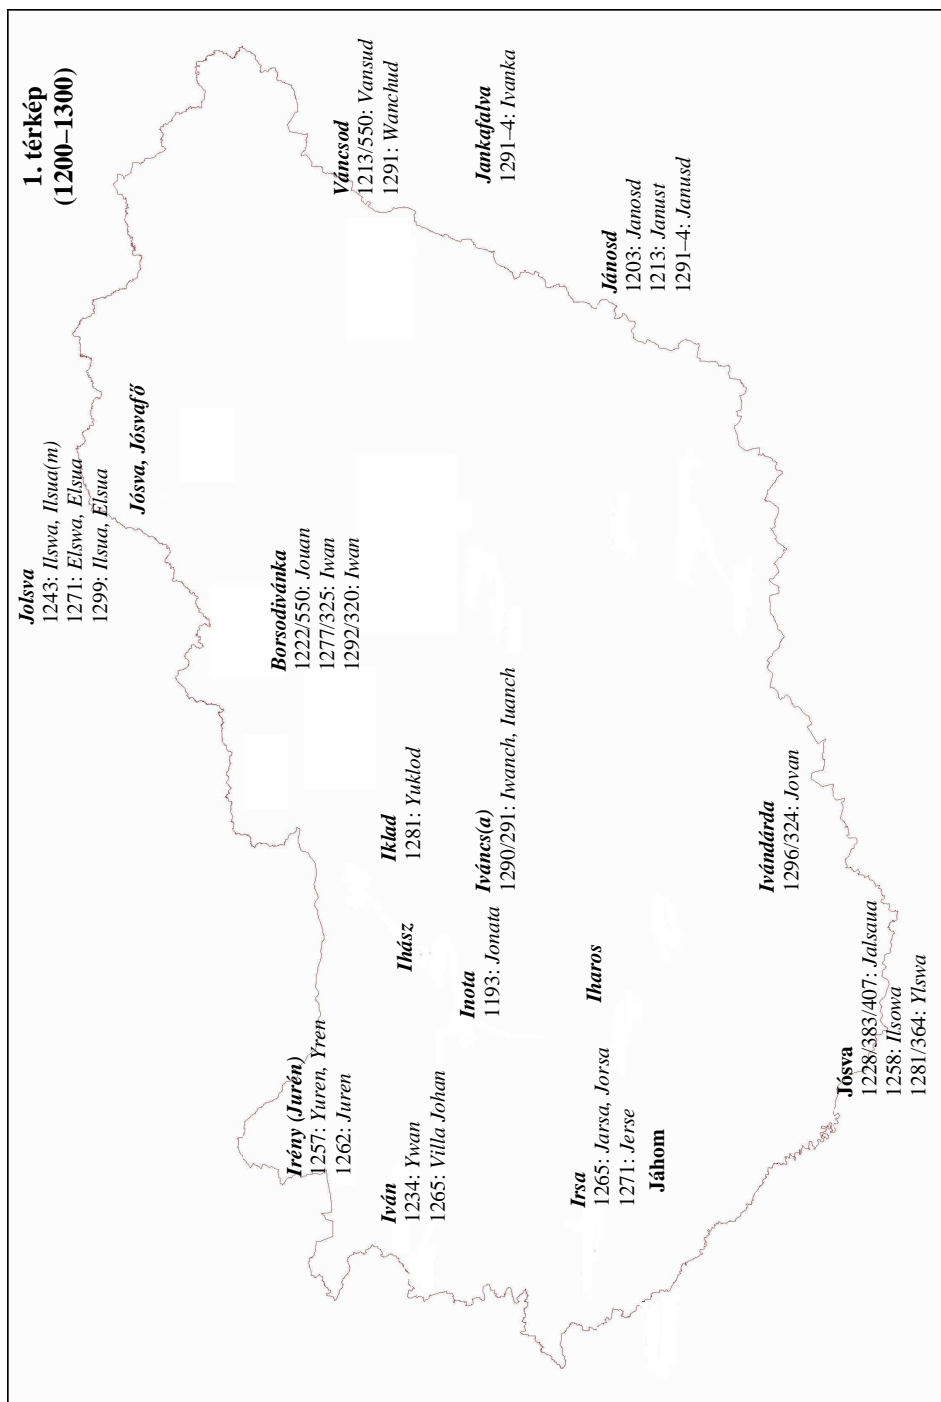 1. térkép
(1200–1300)
Jolsva
1243: Ilswa, Ilsua(m)
1271: Elswa, Elsua
1299: Ilsua, Elsua
Jósva, Jósvafő
Váncsod
1213/550: Vansud
1291: Wanchud
Jankafalva
1291–4: Ivanka
Jánosd
1203: Janosd
1213: Janust
1291–4: Janusd
Borsodivánka
1222/550: Jouan
1277/325: Iwan
1292/320: Iwan
Irény (Jurén)
1257: Yuren, Yren
1262: Juren
Iklad
1281: Yuklod
Ihász
Iván
1234: Ywan
1265: Villa Johan
Iváncs(a)
1290/291: Iwanch, Iuanch
Inota
1193: Jonata
Iharos
Irsa
1265: Jarsa, Jorsa
1271: Jerse
Jáhom
Ivándárda
1296/324: Jovan
Jósva
1228/383/407: Jalsaua
1258: Ilsowa
1281/364: Ylswa